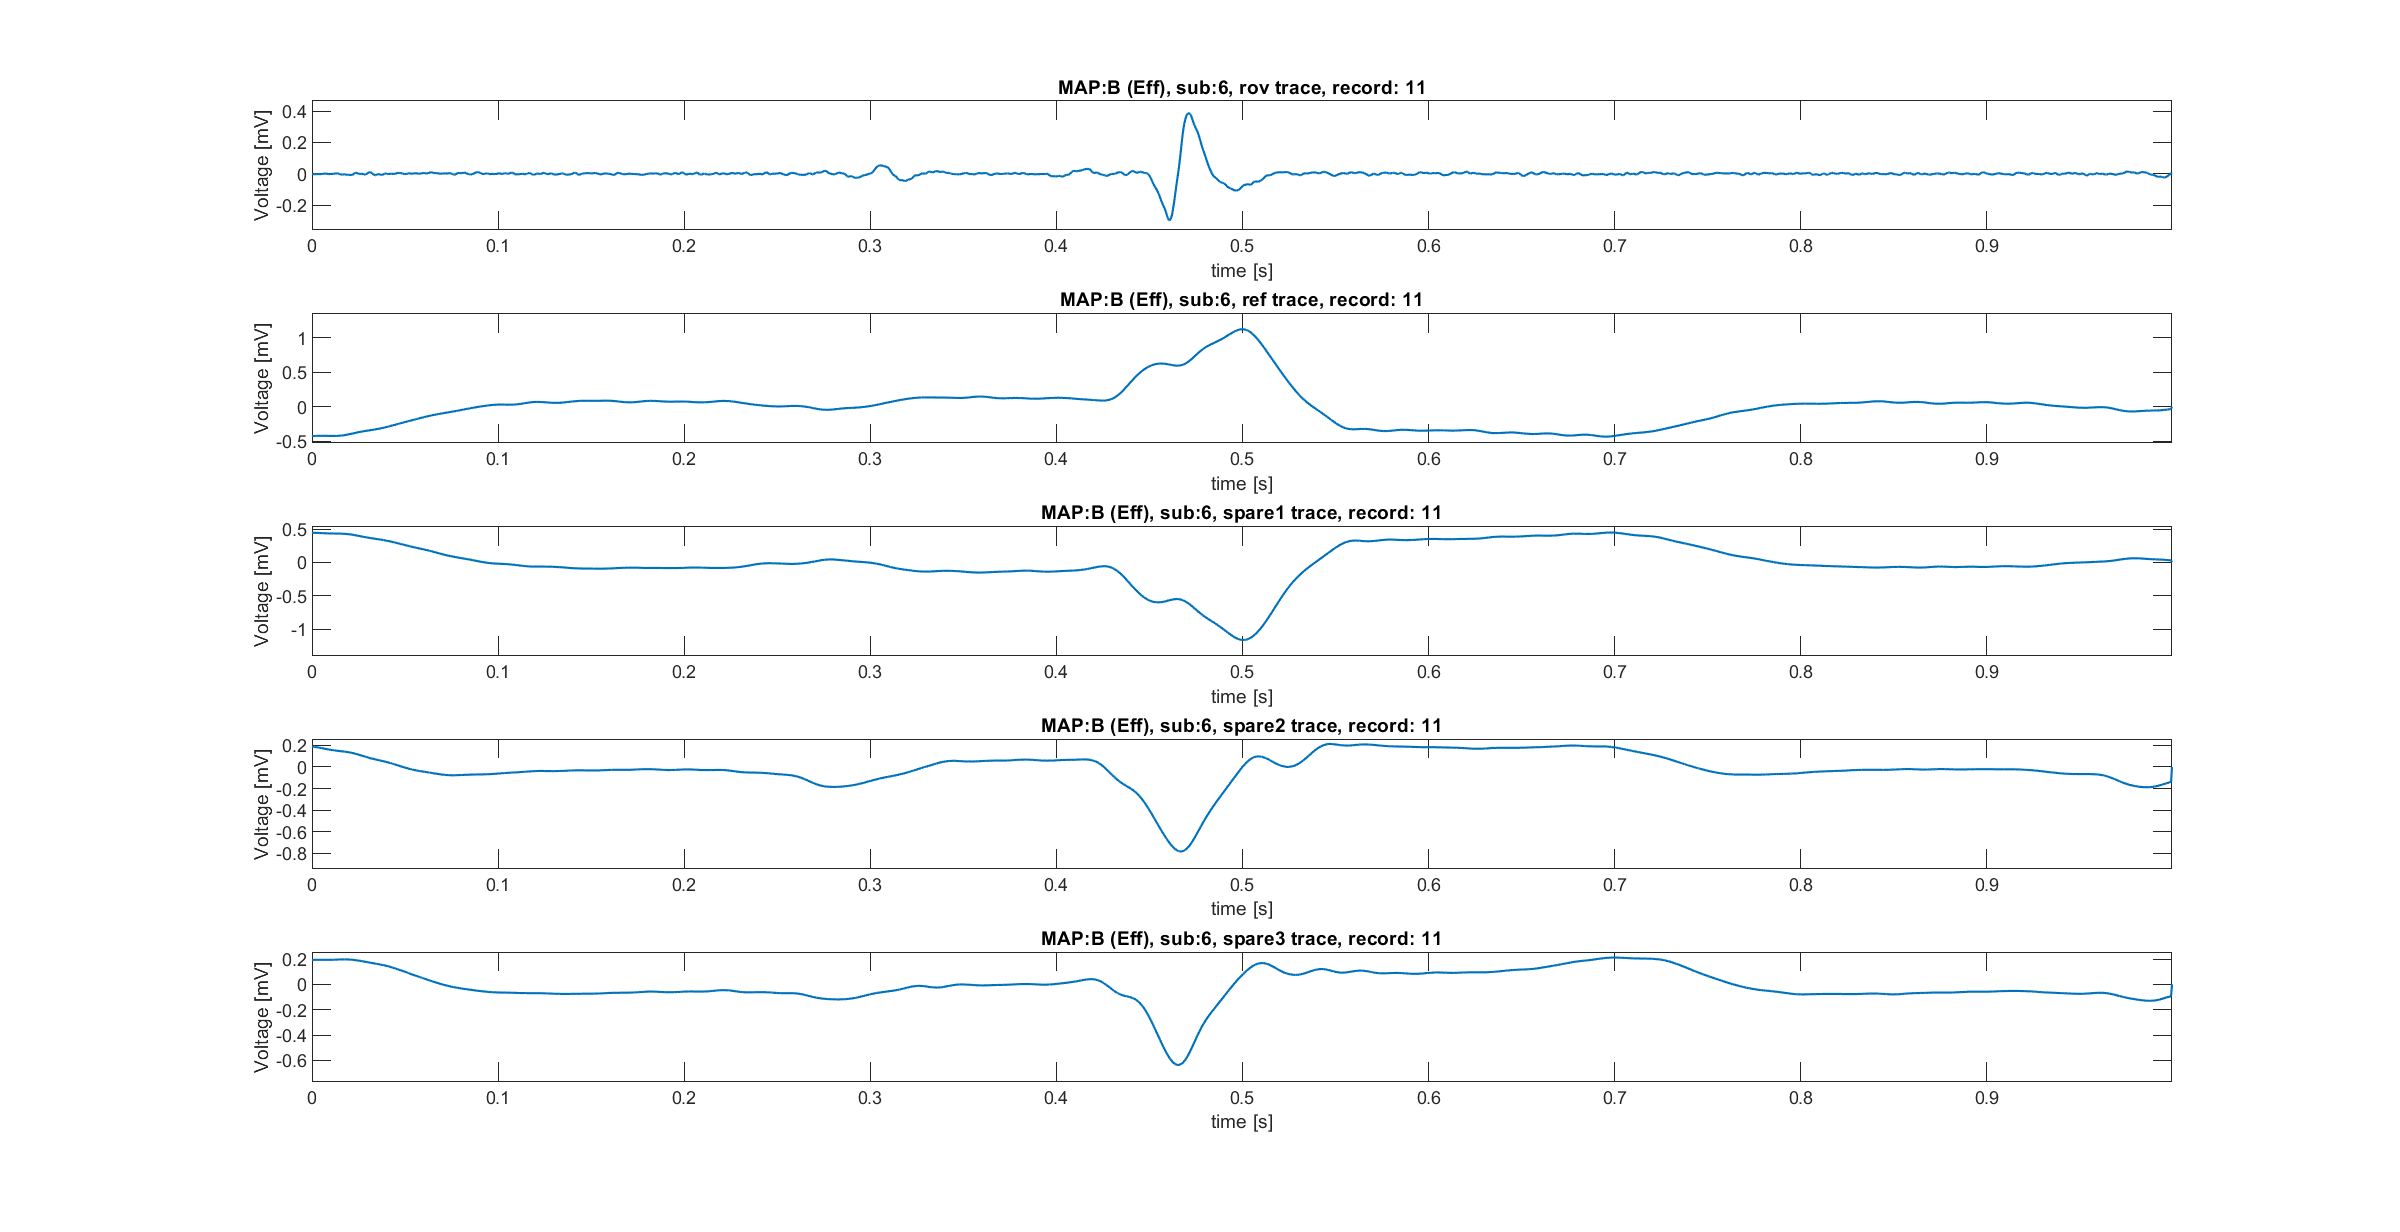 MAP:B (Eff), sub:6, rov trace, record: 11
Voltage [mV]
0.4
0.2
0
-0.2
0 0.1 0.2 0.3 0.4 0.5 0.6 0.7 0.8 0.9
time [s]
MAP:B (Eff), sub:6, ref trace, record: 11
Voltage [mV]
1
0.5
0
-0.5
0 0.1 0.2 0.3 0.4 0.5 0.6 0.7 0.8 0.9
time [s]
MAP:B (Eff), sub:6, spare1 trace, record: 11
Voltage [mV]
0.5
0
-0.5
-1
0 0.1 0.2 0.3 0.4 0.5 0.6 0.7 0.8 0.9
time [s]
MAP:B (Eff), sub:6, spare2 trace, record: 11
Voltage [mV]
0.2
0
-0.2
-0.4
-0.6
-0.8
0 0.1 0.2 0.3 0.4 0.5 0.6 0.7 0.8 0.9
time [s]
MAP:B (Eff), sub:6, spare3 trace, record: 11
Voltage [mV]
0.2
0
-0.2
-0.4
-0.6
0 0.1 0.2 0.3 0.4 0.5 0.6 0.7 0.8 0.9
time [s]